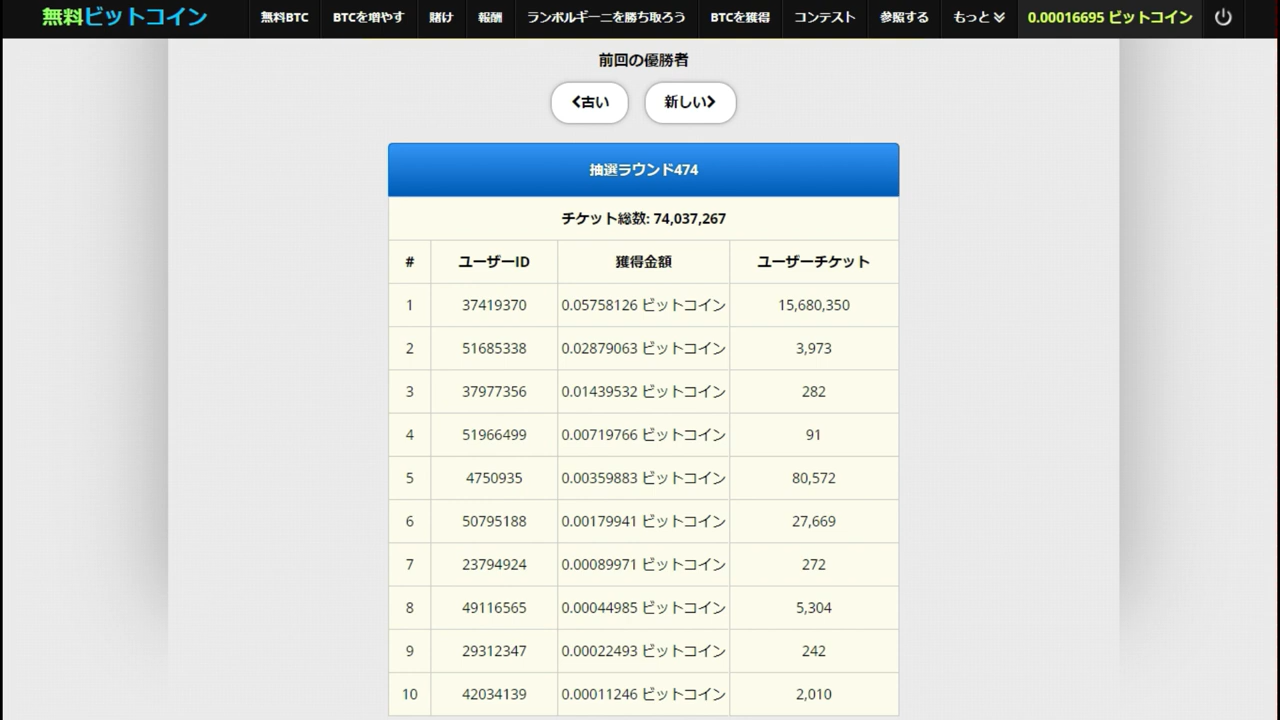 無料ビットコイン 無料BTC BTCを増やす 賭け 報酬 ランボルギーニを勝ち取ろう BTCを獲得 コンテスト 参照する もっと 0.00016695 ビットコイン
前回の優勝者
古い 新しい
抽選ラウンド474
チケット総数: 74,037,267
# ユーザーID 獲得金額 ユーザーチケット
1 37419370 0.05758126 ビットコイン 15,680,350
2 51685338 0.02879063 ビットコイン 3,973
3 37977356 0.01439532 ビットコイン 282
4 51966499 0.00719766 ビットコイン 91
5 4750935 0.00359883 ビットコイン 80,572
6 50795188 0.00179941 ビットコイン 27,669
7 23794924 0.00089971 ビットコイン 272
8 49116565 0.00044985 ビットコイン 5,304
9 29312347 0.00022493 ビットコイン 242
10 42034139 0.00011246 ビットコイン 2,010